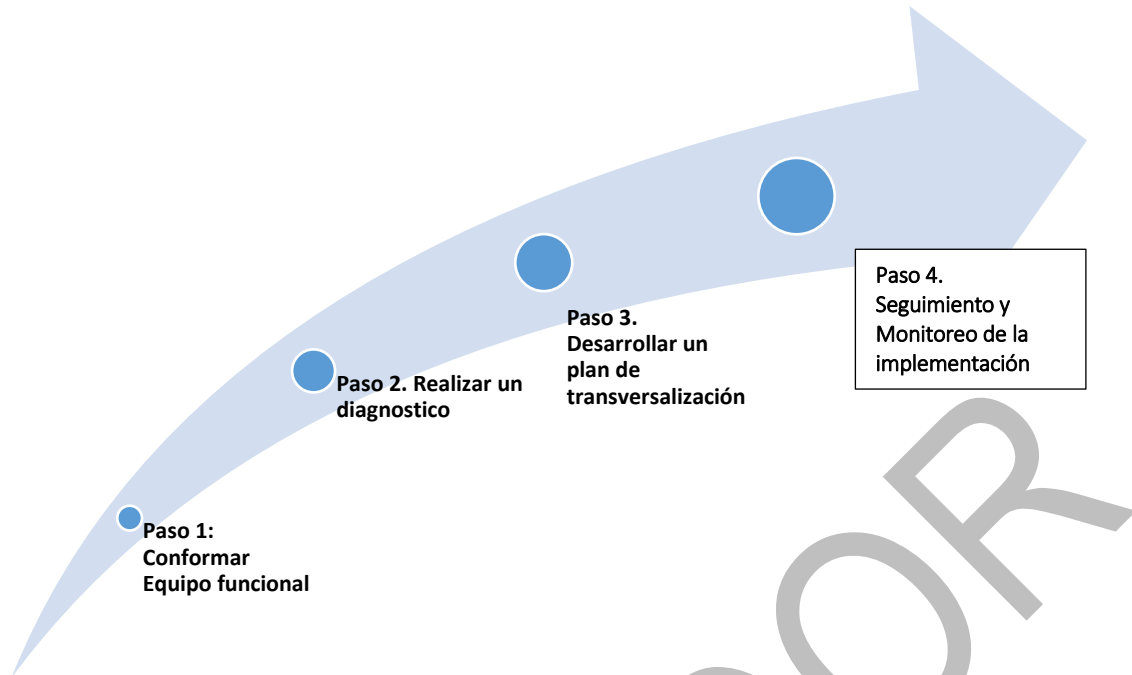 Paso 1:
Conformar
Equipo funcional
Paso 2. Realizar un
diagnostico
Paso 3.
Desarrollar un
plan de
transversalización
Paso 4.
Seguimiento y
Monitoreo de la
implementación
OR